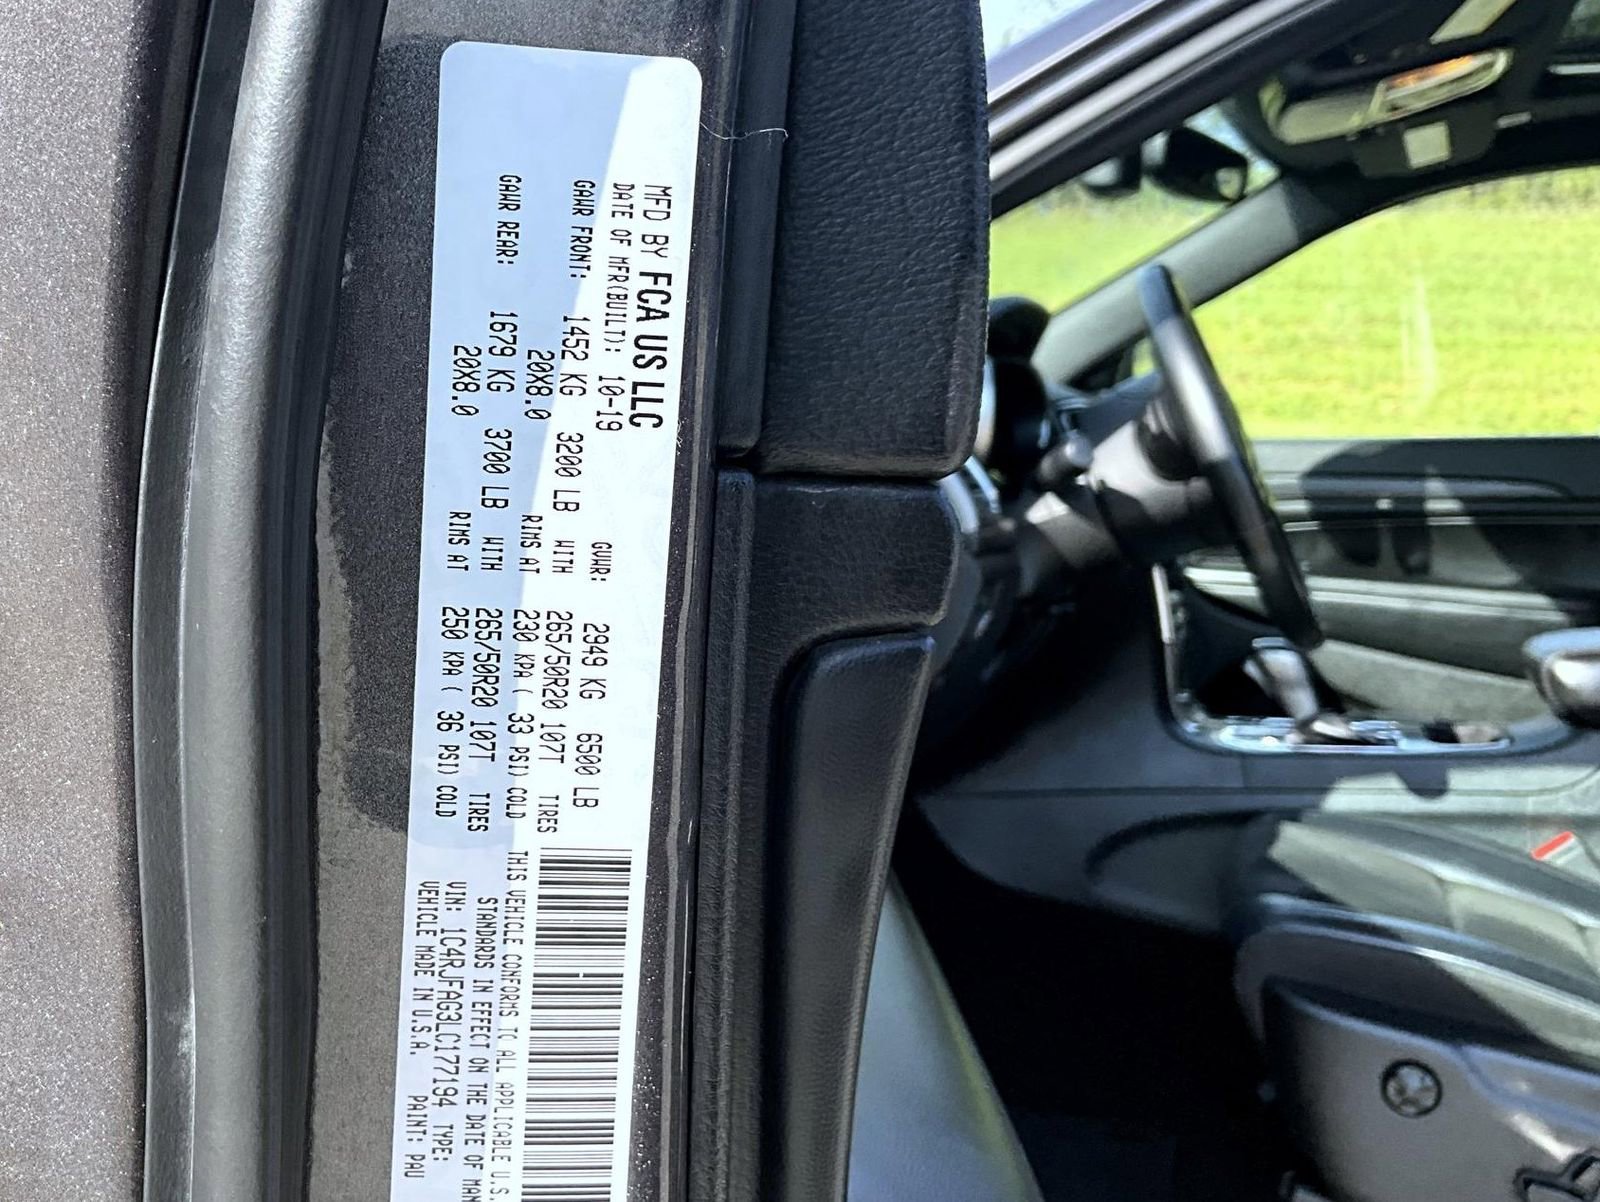 MFD BY FCA US LLC
DATE OF MFR(BUILT): 10-19 GVWR: 2949 KG 6500 LB
GAWR FRONT: 1452 KG 3200 LB WITH 265/50R20 107T TIRES
20X8.0 RIMS AT 230 KPA ( 33 PSI) COLD
GAWR REAR: 1679 KG 3700 LB WITH 265/50R20 107T TIRES
20X8.0 RIMS AT 250 KPA ( 36 PSI) COLD
THIS VEHICLE CONFORMS TO ALL APPLICABLE U.S.
STANDARDS IN EFFECT ON THE DATE OF MAN
VIN: 1C4RJFAG3LC177194 TYPE:
VEHICLE MADE IN U.S.A. PAINT: PAU